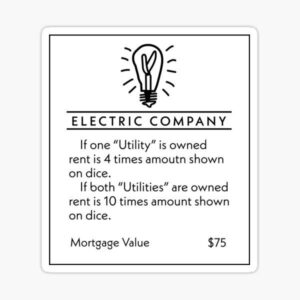 ELECTRIC COMPANY
If one "Utility" is owned
rent is 4 times amoutn shown
on dice.
If both "Utilities" are owned
rent is 10 times amount shown
on dice.
Mortgage Value $75